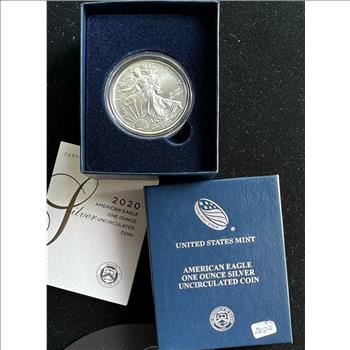 CERT
2020
AMERICAN EAGLE
ONE OUNCE
UNCIRCULATED
COIN
Silver
UNITED STATES MINT
AMERICAN EAGLE
ONE OUNCE SILVER
UNCIRCULATED COIN
2020